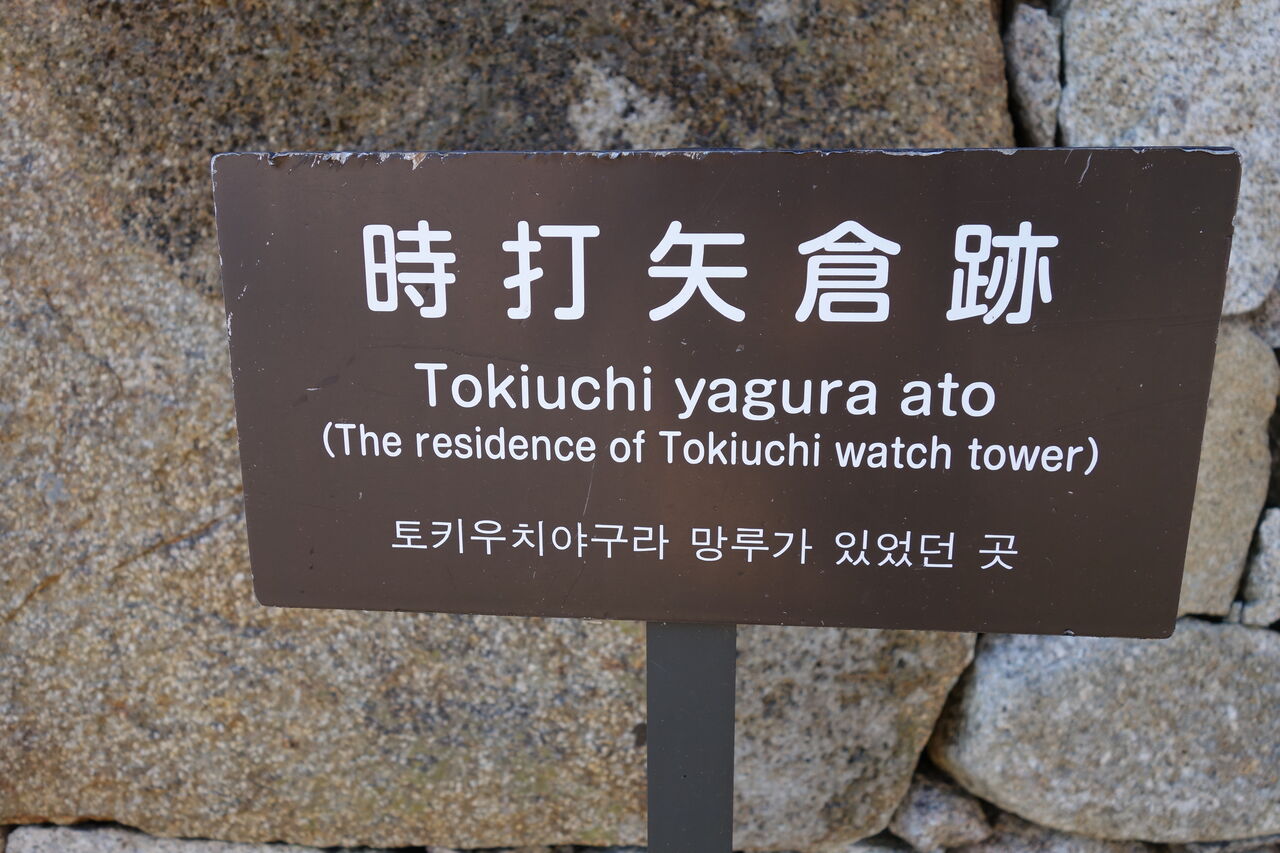 時打矢倉跡
Tokiuchi yagura ato
(The residence of Tokiuchi watch tower)
토키우치야구라 망루가 있었던 곳